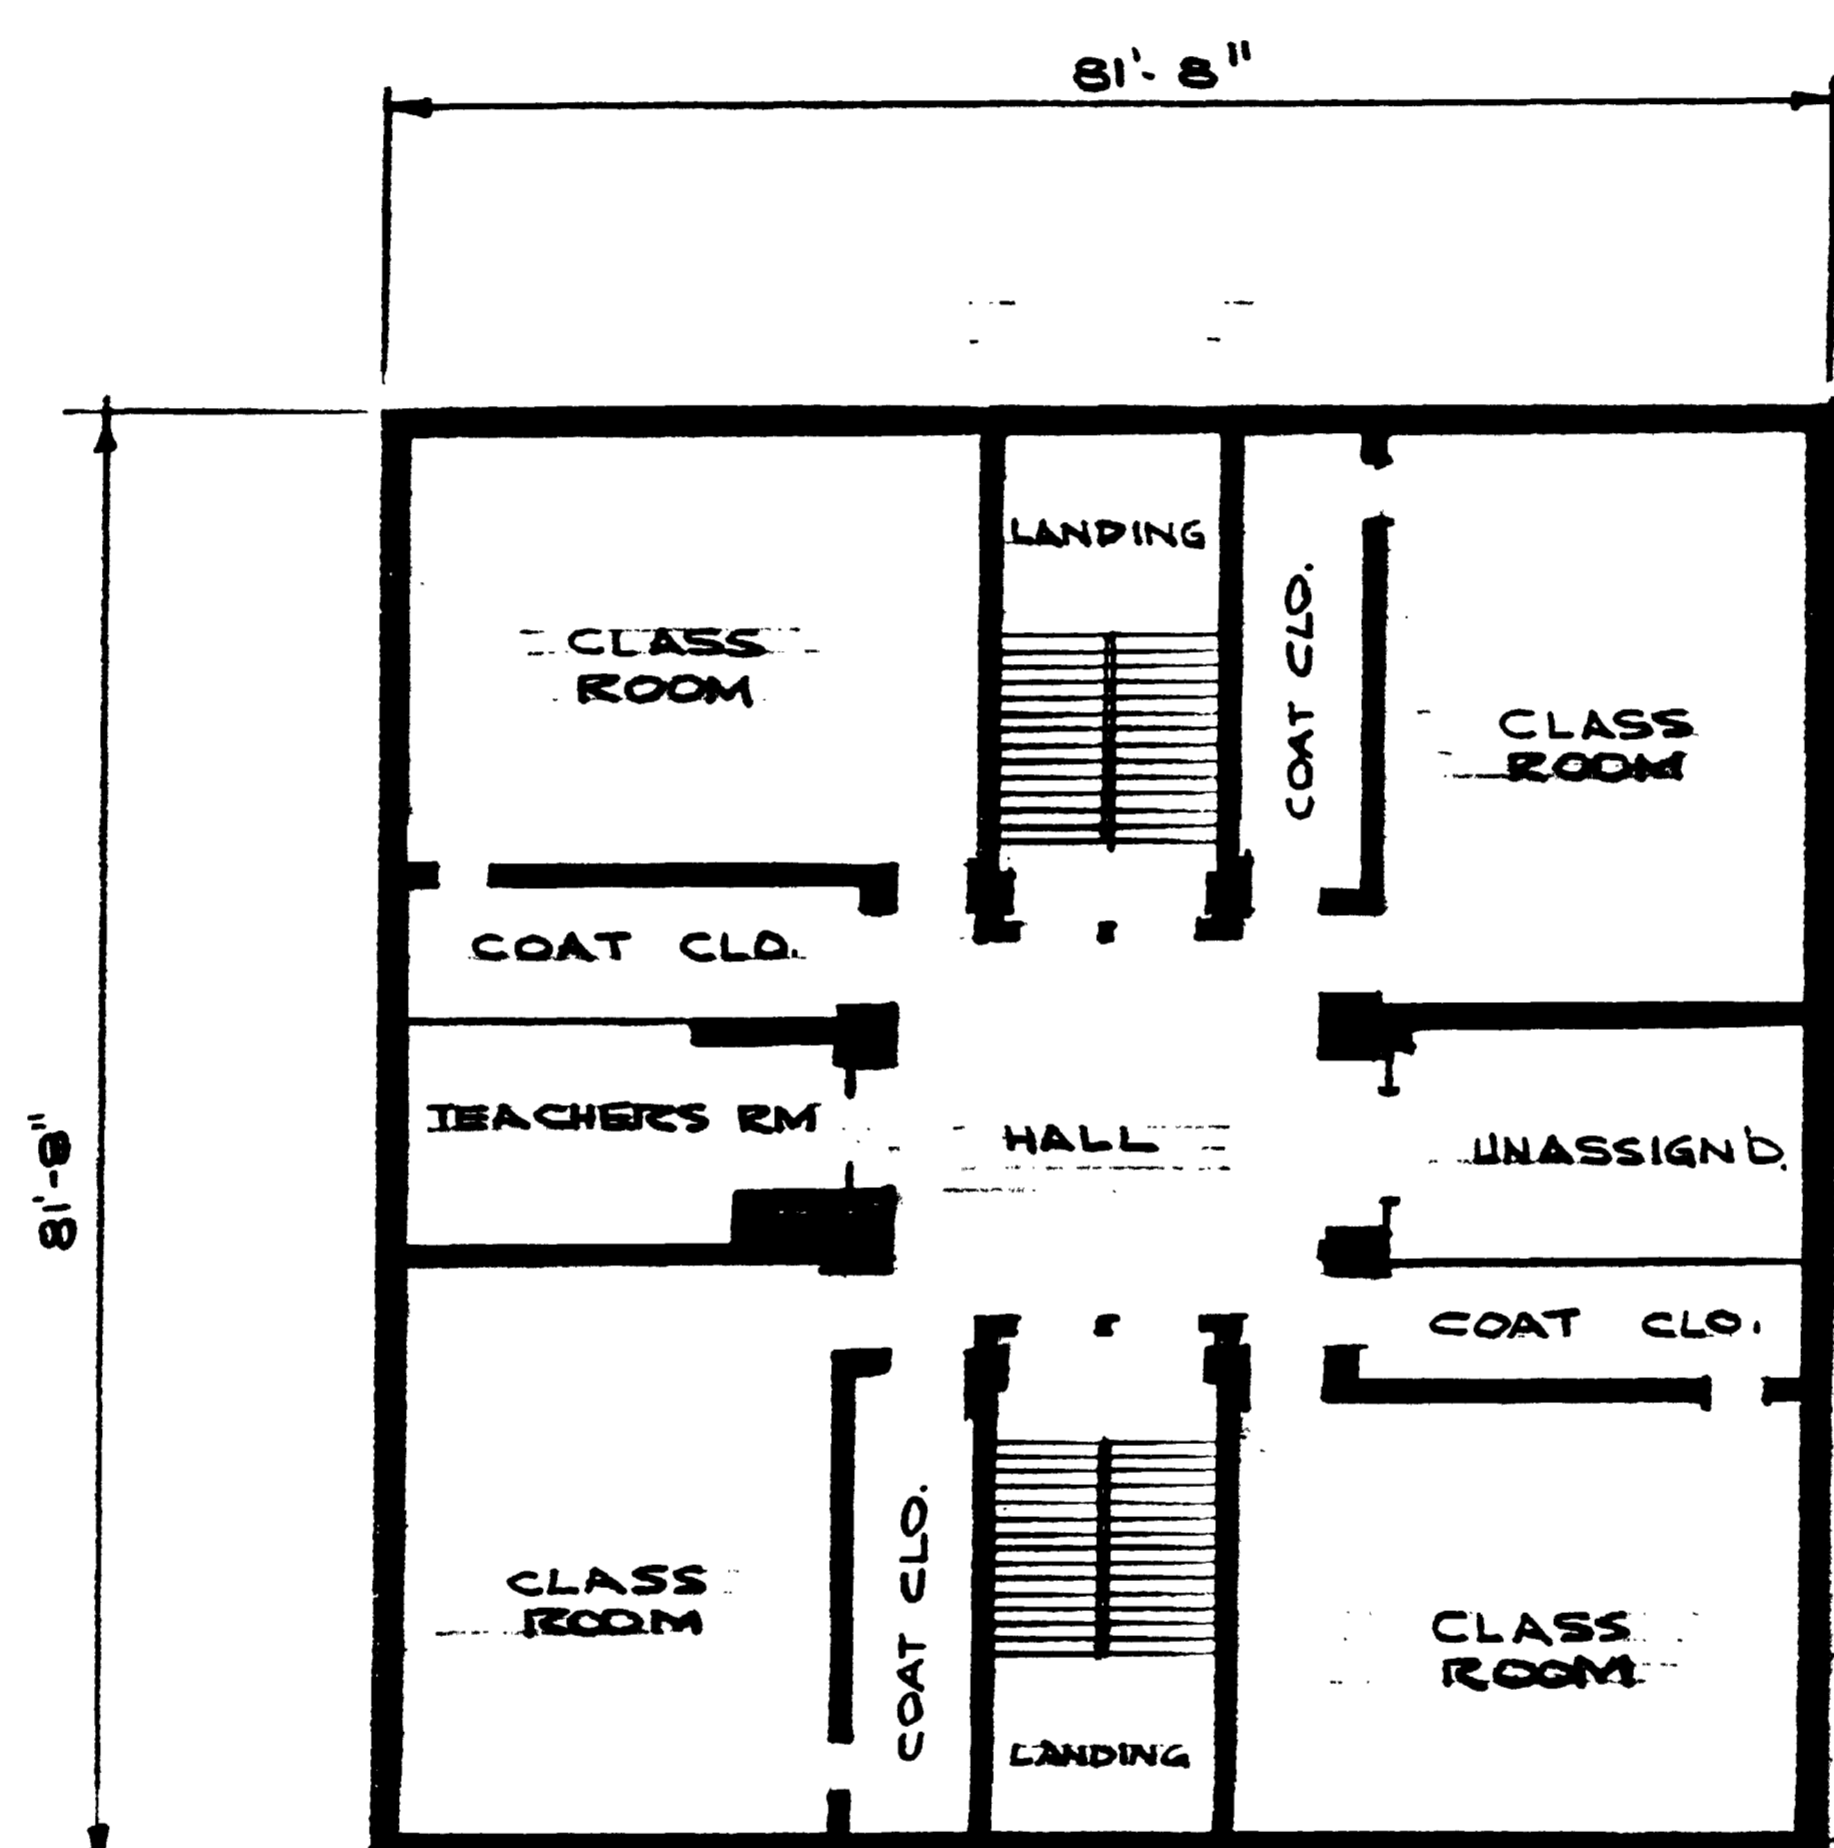 81'-8"
LANDING
COAT CLO.
CLASS
ROOM
CLASS
ROOM
COAT CLO.
TEACHERS RM
HALL
UNASSIGN'D.
81'-8"
COAT CLO.
COAT CLO.
CLASS
ROOM
CLASS
ROOM
LANDING